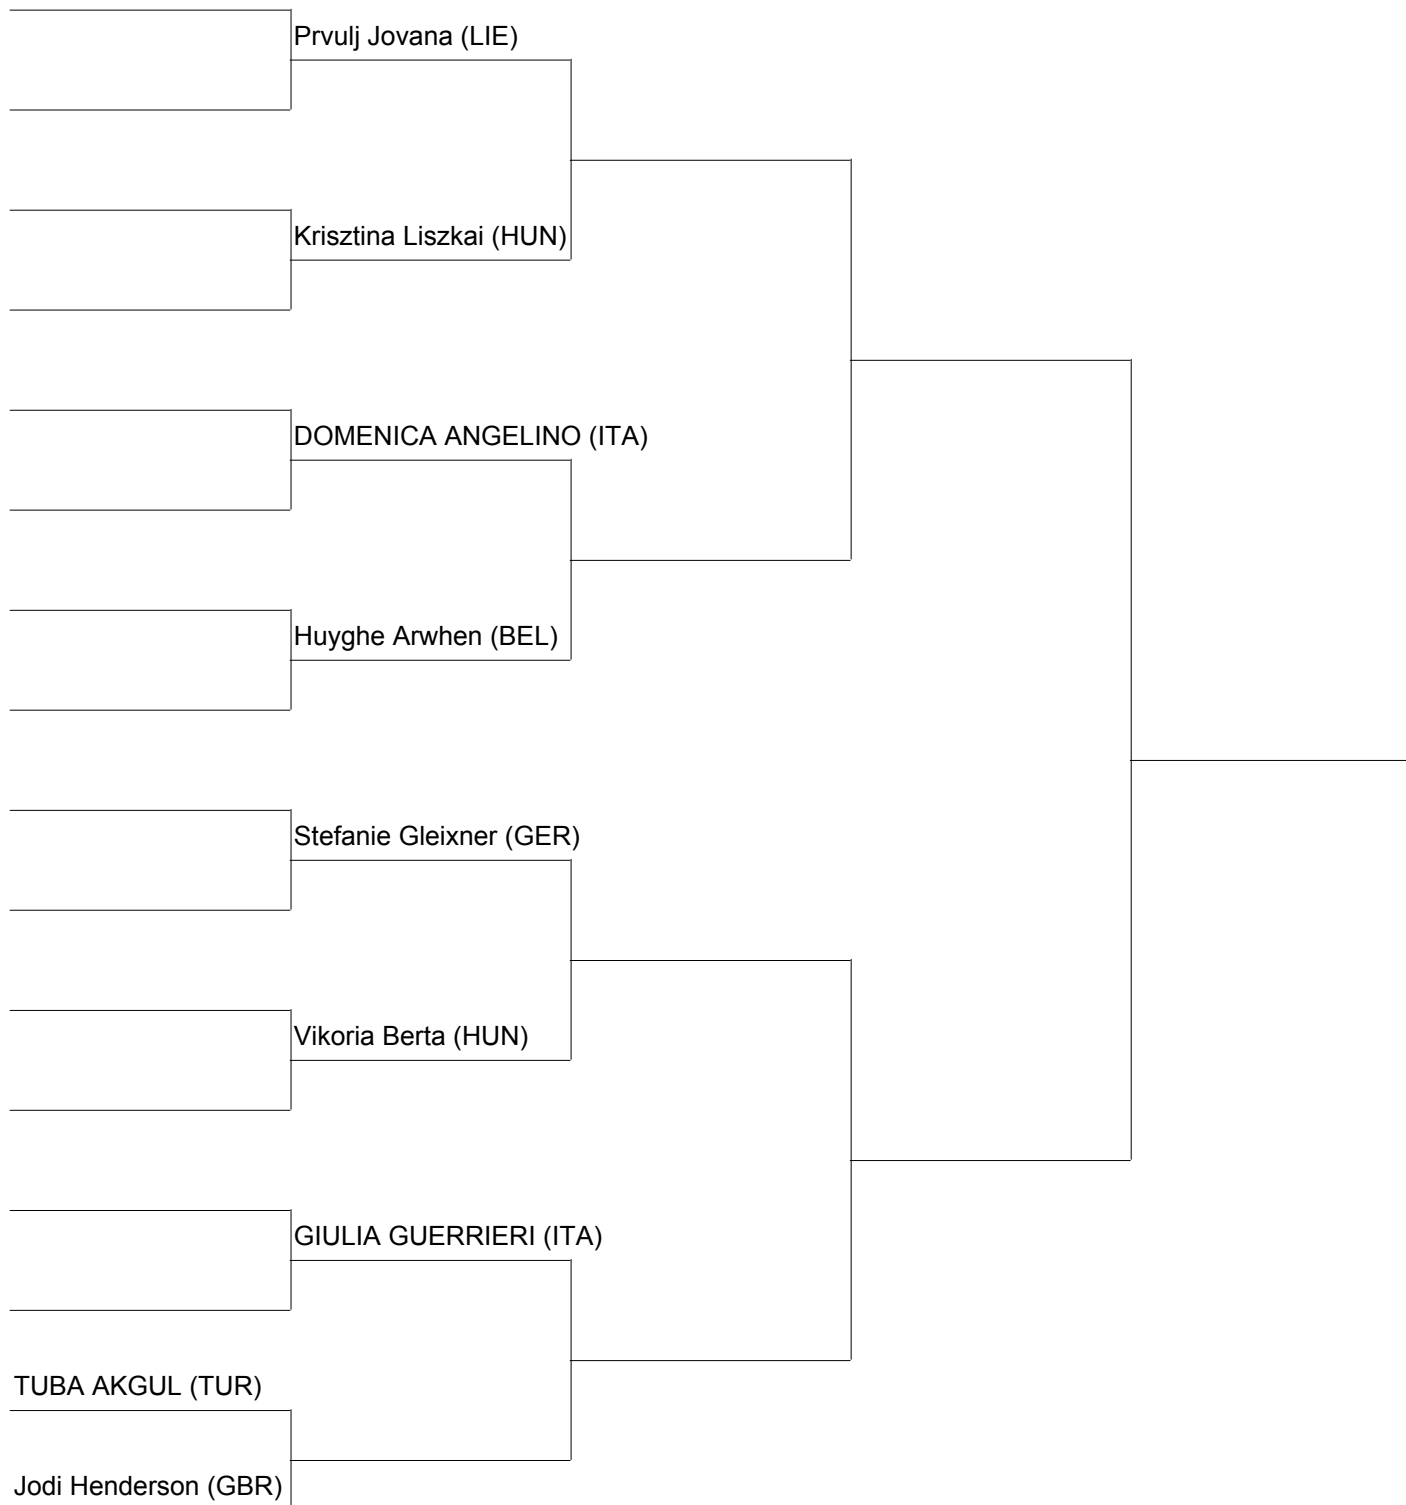 Prvulj Jovana (LIE)
Krisztina Liszkai (HUN)
DOMENICA ANGELINO (ITA)
Huyghe Arwhen (BEL)
Stefanie Gleixner (GER)
Vikoria Berta (HUN)
GIULIA GUERRIERI (ITA)
TUBA AKGUL (TUR)
Jodi Henderson (GBR)